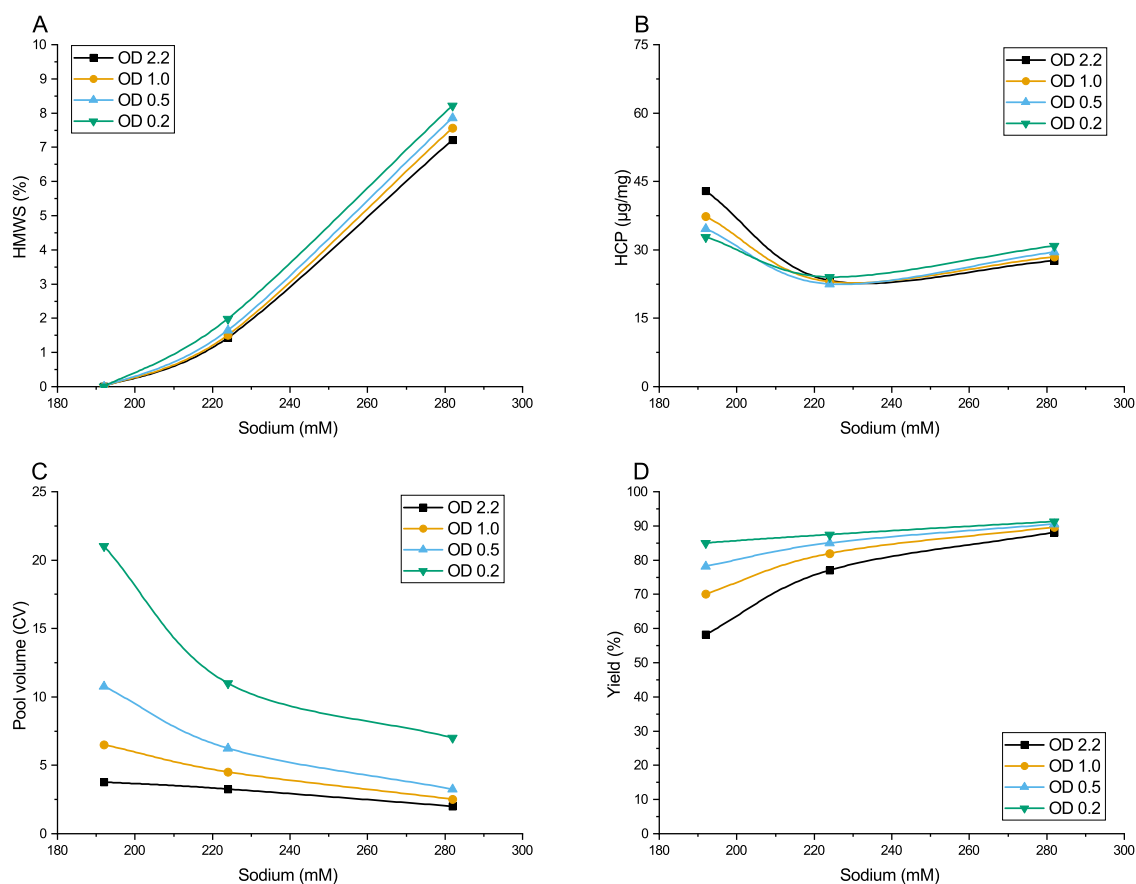 A
OD 2.2
OD 1.0
OD 0.5
OD 0.2
HMWS (%)
10
9
8
7
6
5
4
3
2
1
0
180 200 220 240 260 280 300
Sodium (mM)
B
OD 2.2
OD 1.0
OD 0.5
OD 0.2
HCP (µg/mg)
75
60
45
30
15
0
180 200 220 240 260 280 300
Sodium (mM)
C
OD 2.2
OD 1.0
OD 0.5
OD 0.2
Pool volume (CV)
25
20
15
10
5
0
180 200 220 240 260 280 300
Sodium (mM)
D
Yield (%)
100
90
80
70
60
50
40
30
20
10
0
OD 2.2
OD 1.0
OD 0.5
OD 0.2
180 200 220 240 260 280 300
Sodium (mM)